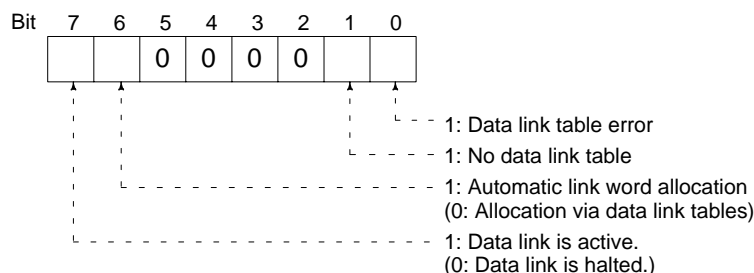 Bit 7 6 5 4 3 2 1 0
0 0 0 0
1: Data link table error
1: No data link table
1: Automatic link word allocation
(0: Allocation via data link tables)
1: Data link is active.
(0: Data link is halted.)